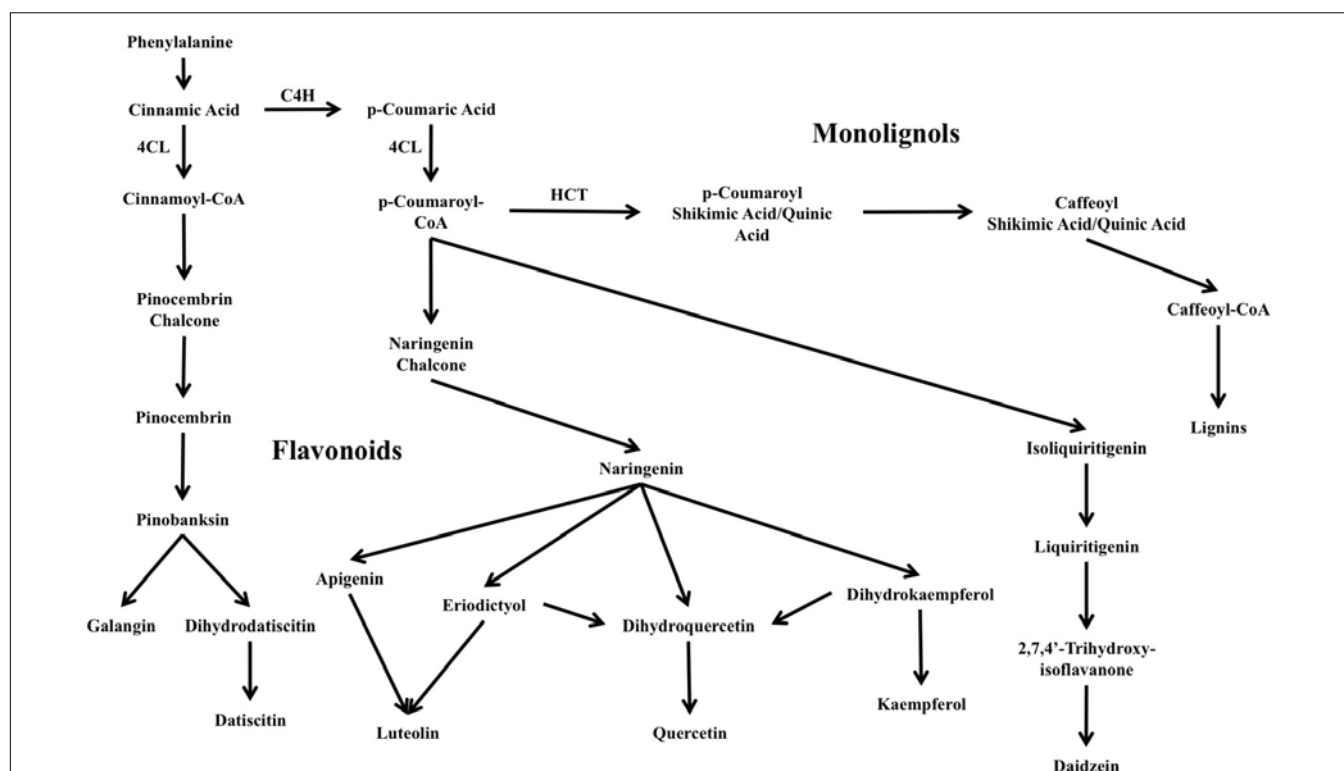 Phenylalanine
C4H
Cinnamic Acid
p-Coumaric Acid
Monolignols
4CL
4CL
Cinnamoyl-CoA
p-Coumaroyl-
CoA
HCT
p-Coumaroyl
Shikimic Acid/Quinic
Acid
Caffeoyl
Shikimic Acid/Quinic Acid
Pinocembrin
Chalcone
Naringenin
Chalcone
Caffeoyl-CoA
Pinocembrin
Lignins
Flavonoids
Naringenin
Isoliquiritigenin
Pinobanksin
Liquiritigenin
Apigenin
Eriodictyol
Dihydrokaempferol
Galangin
Dihydrodatiscitin
Dihydroquercetin
2,7,4’-Trihydroxy-
isoflavanone
Datiscitin
Luteolin
Quercetin
Kaempferol
Daidzein